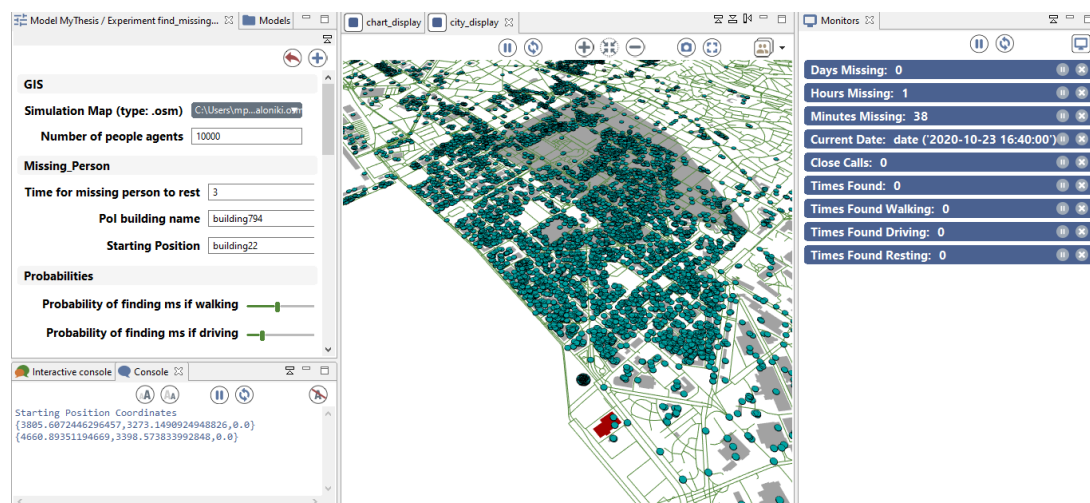 Model MyThesis / Experiment find_missing...
Models
GIS
Simulation Map (type: .osm) C:\Users\mp...aloniki.osm
Number of people agents 10000
Missing_Person
Time for missing person to rest 3
PoI building name building794
Starting Position building22
Probabilities
Probability of finding ms if walking
Probability of finding ms if driving
Interactive console
Console
Starting Position Coordinates
{3805.6072446296457,3273.1490924948826,0.0}
{4660.89351194669,3398.573833992848,0.0}
chart_display
city_display
Monitors
Days Missing: 0
Hours Missing: 1
Minutes Missing: 38
Current Date: date ('2020-10-23 16:40:00')
Close Calls: 0
Times Found: 0
Times Found Walking: 0
Times Found Driving: 0
Times Found Resting: 0